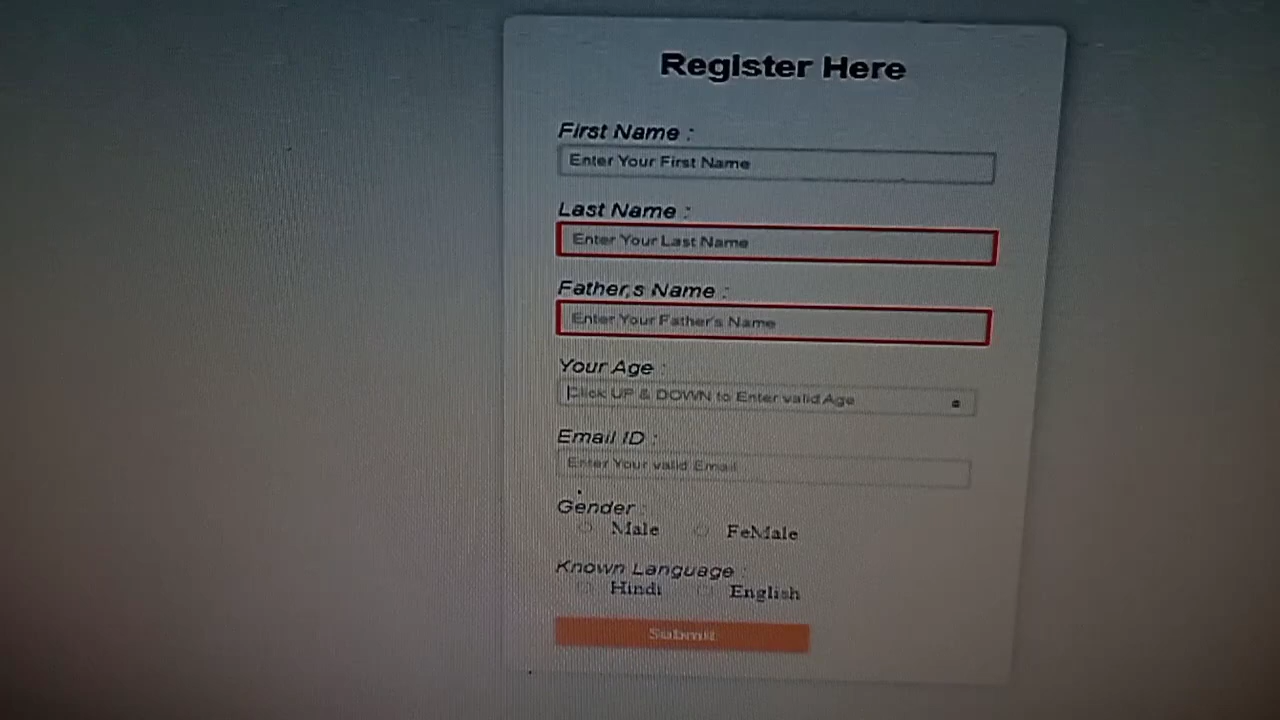 Register Here
First Name :
Enter Your First Name
Last Name :
Enter Your Last Name
Father,s Name :
Enter Your Father's Name
Your Age :
Click UP & DOWN to Enter valid Age
Email ID :
Enter Your valid Email
Gender :
Male FeMale
Known Language :
Hindi English
Submit